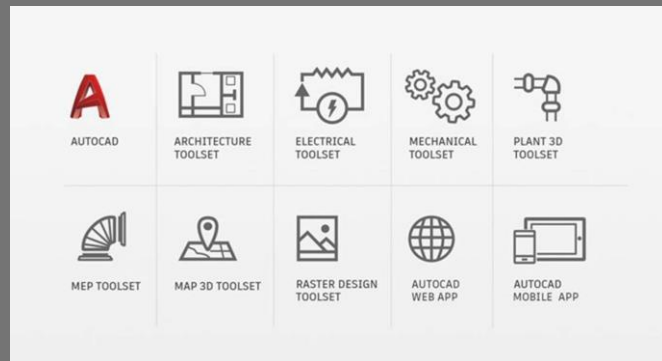 AUTOCAD
ARCHITECTURE
TOOLSET
ELECTRICAL
TOOLSET
MECHANICAL
TOOLSET
PLANT 3D
TOOLSET
MEP TOOLSET
MAP 3D TOOLSET
RASTER DESIGN
TOOLSET
AUTOCAD
WEB APP
AUTOCAD
MOBILE APP